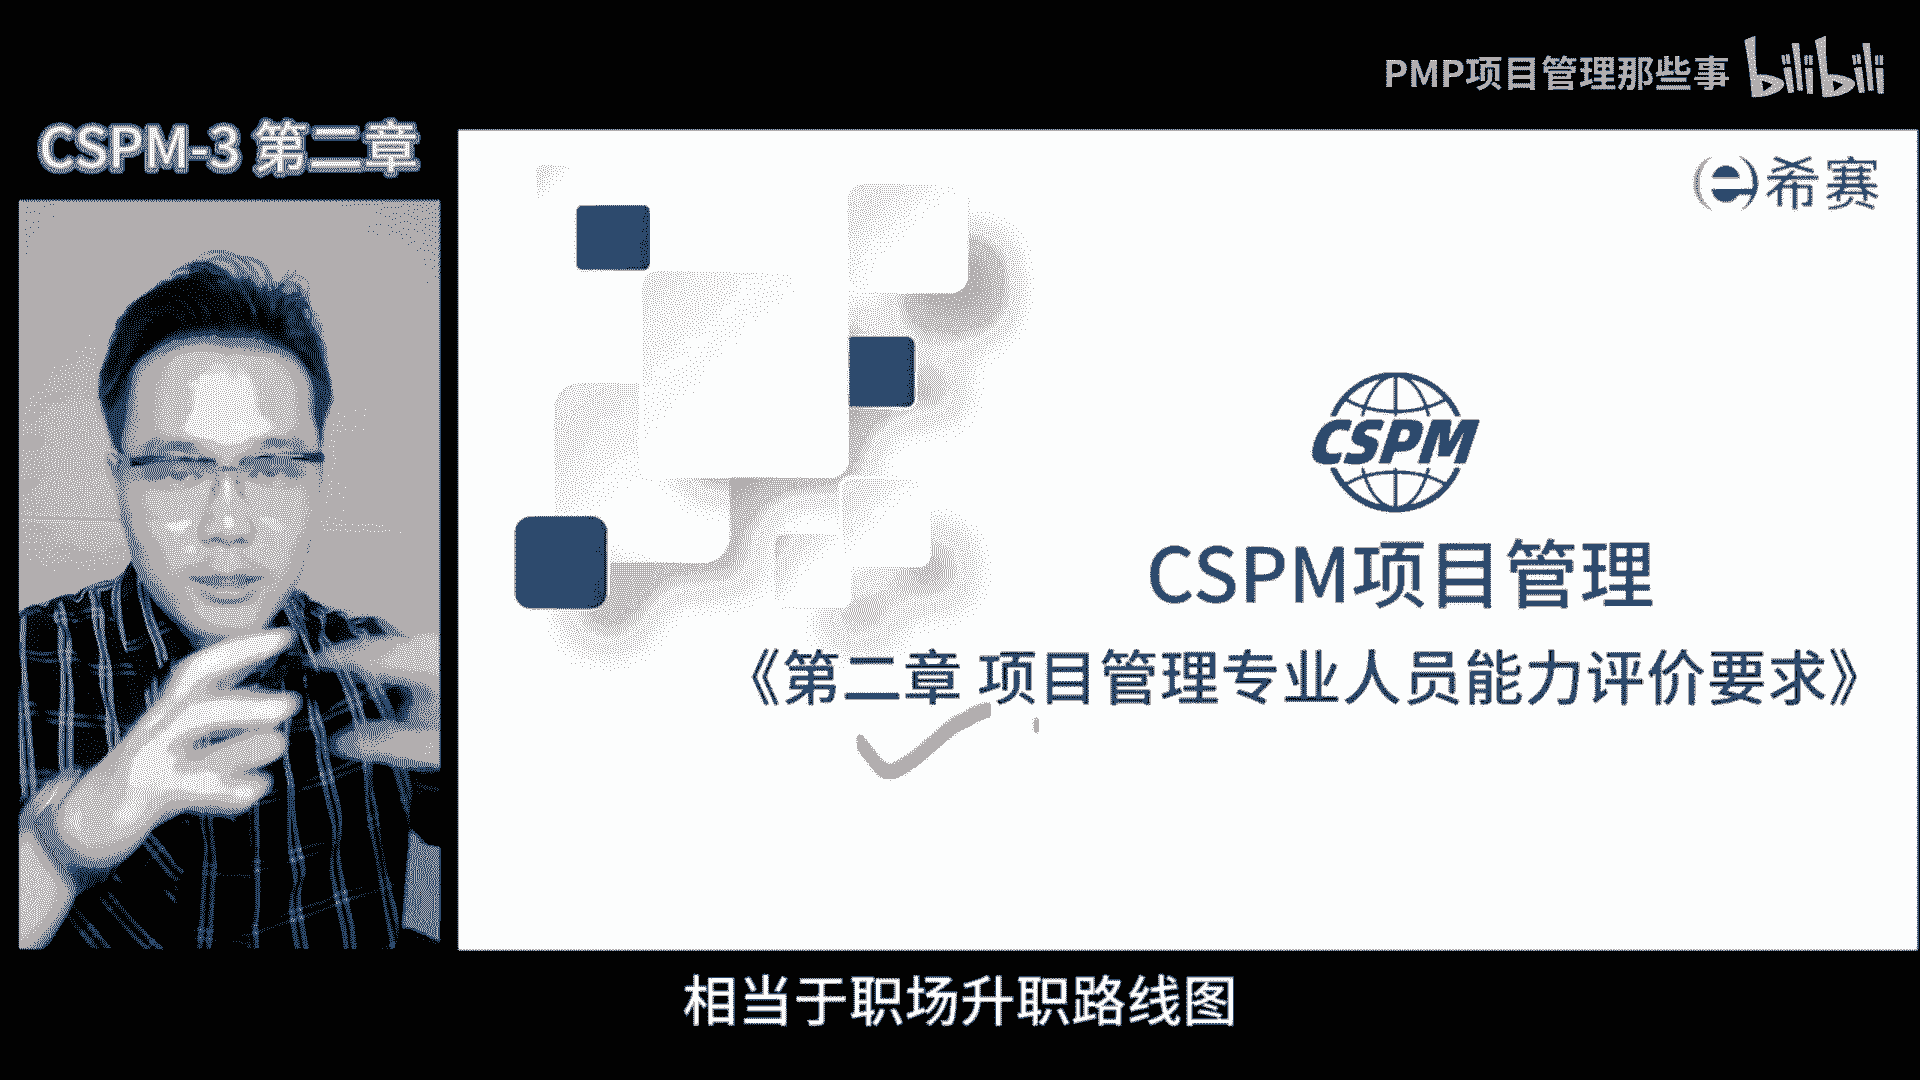 PMP项目管理那些事 bilibili
CSPM-3 第二章
e希赛
CSPM
CSPM项目管理
《第二章 项目管理专业人员能力评价要求》
相当于职场升职路线图